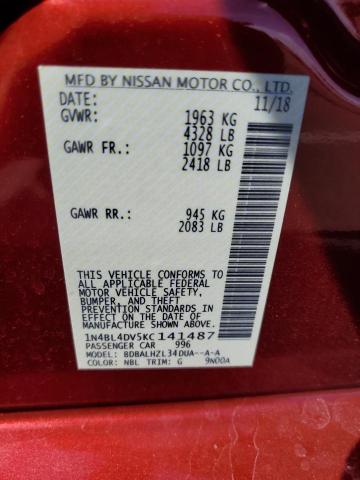 MFD BY NISSAN MOTOR CO., LTD.
DATE: 11/18
GVWR: 1963 KG
4328 LB
GAWR FR.: 1097 KG
2418 LB
GAWR RR.: 945 KG
2083 LB
THIS VEHICLE CONFORMS TO
ALL APPLICABLE FEDERAL
MOTOR VEHICLE SAFETY,
BUMPER, AND THEFT
PREVENTION STANDARDS IN
EFFECT ON THE DATE OF
MANUFACTURE SHOWN ABOVE.
1N4BL4DV5KC141487
PASSENGER CAR 996
MODEL: BDBALHZL34DUA--A-A
COLOR: NBL TRIM: G 9N00A